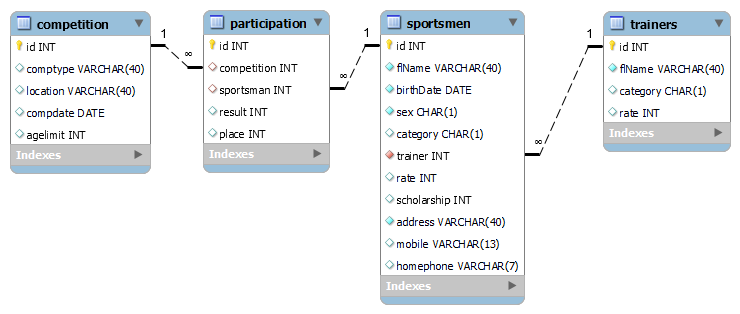 competition
id INT
comptype VARCHAR(40)
location VARCHAR(40)
compdate DATE
agelimit INT
Indexes
1
∞
participation
id INT
competition INT
sportsman INT
result INT
place INT
Indexes
1
∞
sportsmen
id INT
flName VARCHAR(40)
birthDate DATE
sex CHAR(1)
category CHAR(1)
trainer INT
rate INT
scholarship INT
address VARCHAR(40)
mobile VARCHAR(13)
homephone VARCHAR(7)
Indexes
1
∞
trainers
id INT
flName VARCHAR(40)
category CHAR(1)
rate INT
Indexes